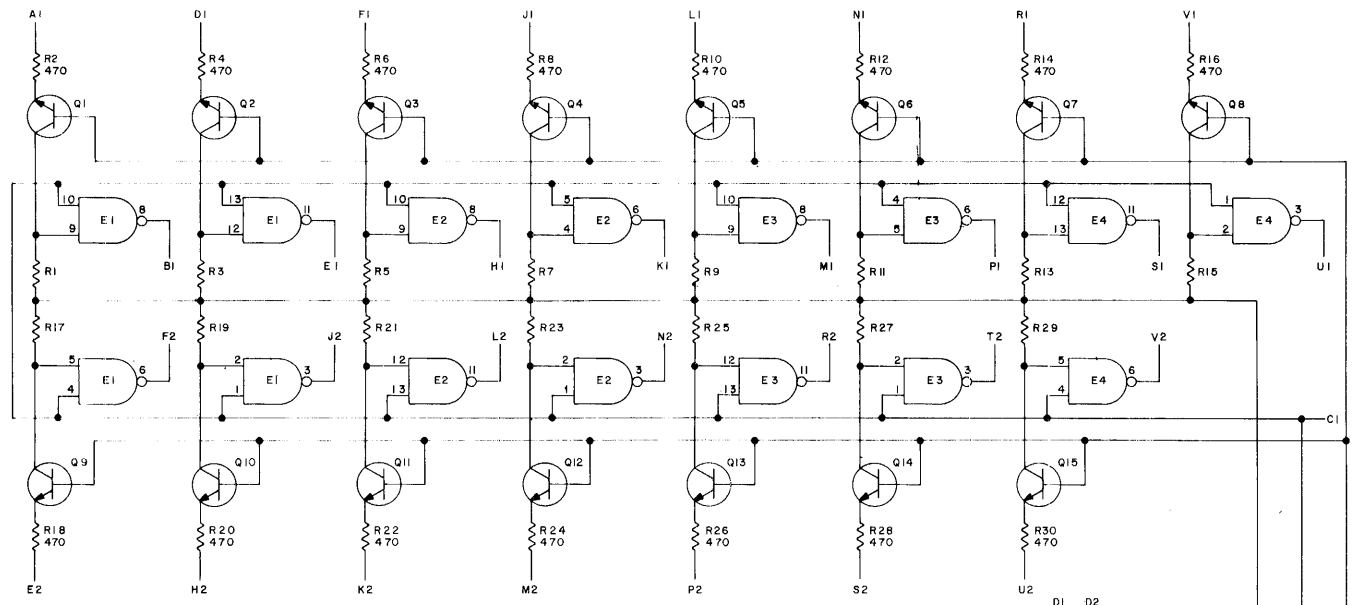 A1 D1 F1 J1 L1 N1 R1 V1
R2 R4 R6 R8 R10 R12 R14 R16
470 470 470 470 470 470 470 470
Q1 Q2 Q3 Q4 Q5 Q6 Q7 Q8
10 13 10 5 10 4 12 1
E1 8 E1 11 E2 8 E2 6 E3 8 E3 6 E4 11 E4 3
9 12 9 4 9 5 13 2
B1 E1 H1 K1 M1 P1 S1 U1
R1 R3 R5 R7 R9 R11 R13 R15
R17 R19 R21 R23 R25 R27 R29
F2 J2 L2 N2 R2 T2 V2
5 2 12 2 12 2 5
E1 6 E1 3 E2 11 E2 3 E3 11 E3 3 E4 6
4 1 13 1 13 1 4
C1
Q9 Q10 Q11 Q12 Q13 Q14 Q15
R18 R20 R22 R24 R26 R28 R30
470 470 470 470 470 470 470
E2 H2 K2 M2 P2 S2 U2
D1 D2